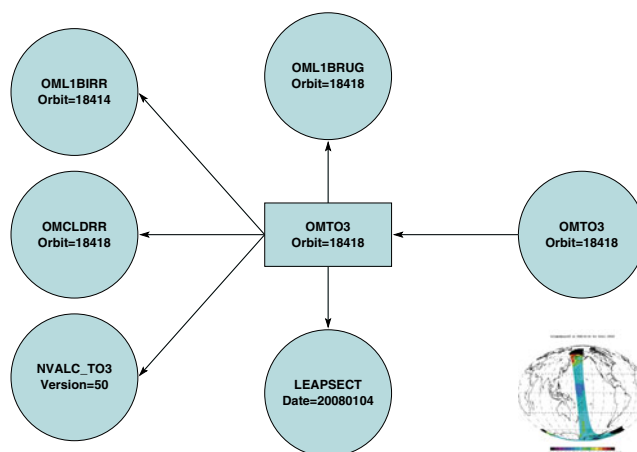 OML1BIRR
Orbit=18414
OML1BRUG
Orbit=18418
OMCLDRR
Orbit=18418
OMTO3
Orbit=18418
OMTO3
Orbit=18418
NVALC_TO3
Version=50
LEAPSECT
Date=20080104